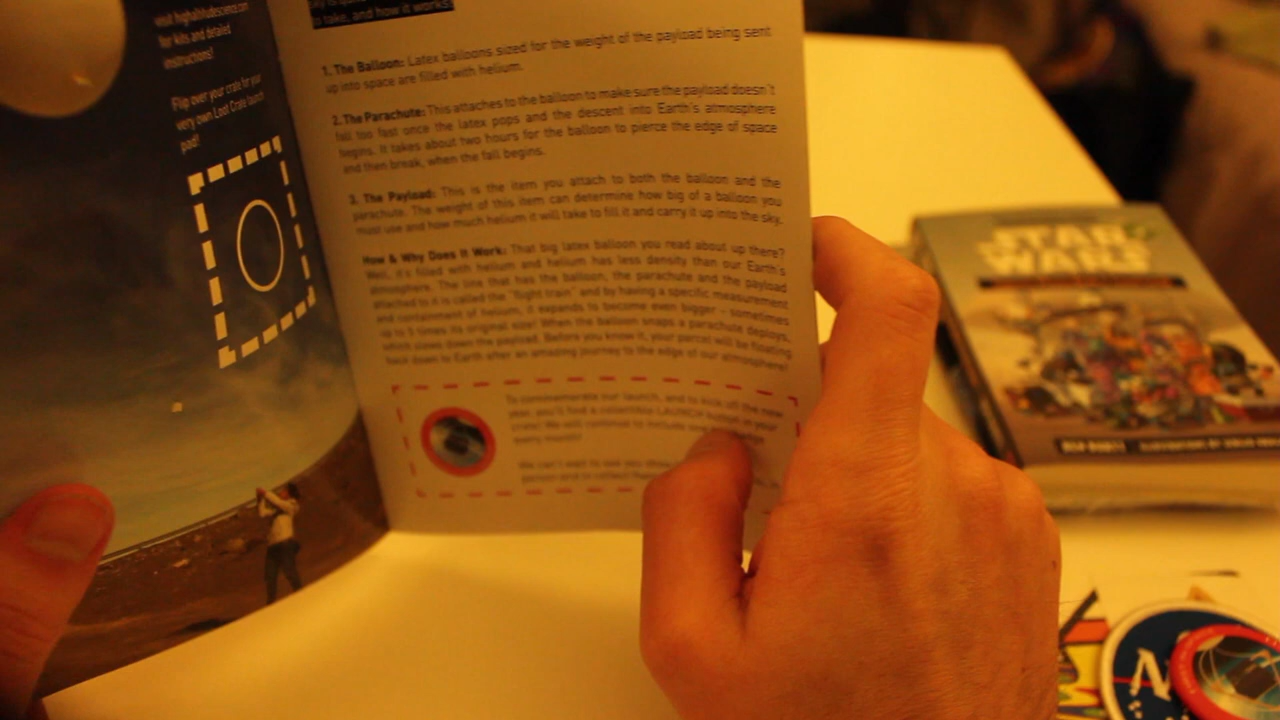 visit highaltitudescience.com
for kits and detailed
instructions!
Flip over your crate for your
very own Loot Crate launch
pad!
to take, and how it works.
1. The Balloon: Latex balloons sized for the weight of the payload being sent
up into space are filled with helium.
2. The Parachute: This attaches to the balloon to make sure the payload doesn't
fall too fast once the latex pops and the descent into Earth's atmosphere
begins. It takes about two hours for the balloon to pierce the edge of space
and then break, when the fall begins.
3. The Payload: This is the item you attach to both the balloon and the
parachute. The weight of this item can determine how big of a balloon you
must use and how much helium it will take to fill it and carry it up into the sky.
How & Why Does It Work: That big latex balloon you read about up there?
Well, it's filled with helium and helium has less density than our Earth's
atmosphere. The line that has the balloon, the parachute and the payload
attached to it is called the "flight train" and by having a specific measurement
and containment of helium, it expands to become even bigger – sometimes
up to 5 times its original size! When the balloon snaps a parachute deploys,
which slows down the payload. Before you know it, your parcel will be floating
back down to Earth after an amazing journey to the edge of our atmosphere!
To commemorate our launch, and to kick off the new
year, you'll find a collectible LAUNCH button in your
crate! We will continue to include
every month!
We can't wait to see you
STAR
WARS
N